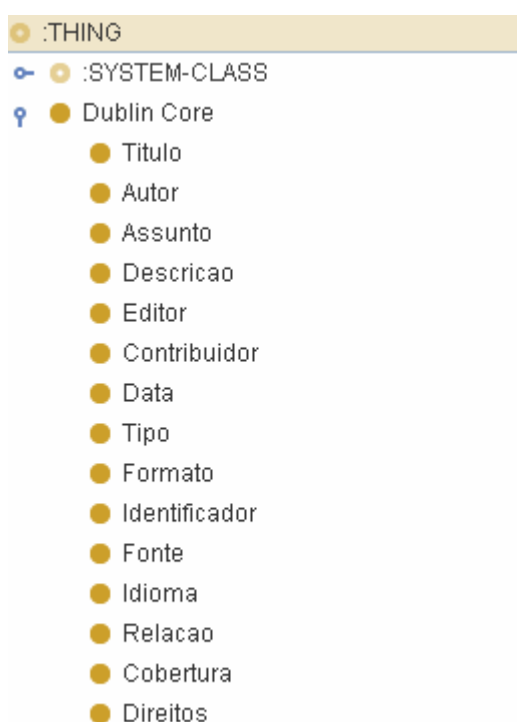 :THING
:SYSTEM-CLASS
Dublin Core
Titulo
Autor
Assunto
Descricao
Editor
Contribuidor
Data
Tipo
Formato
Identificador
Fonte
Idioma
Relacao
Cobertura
Direitos